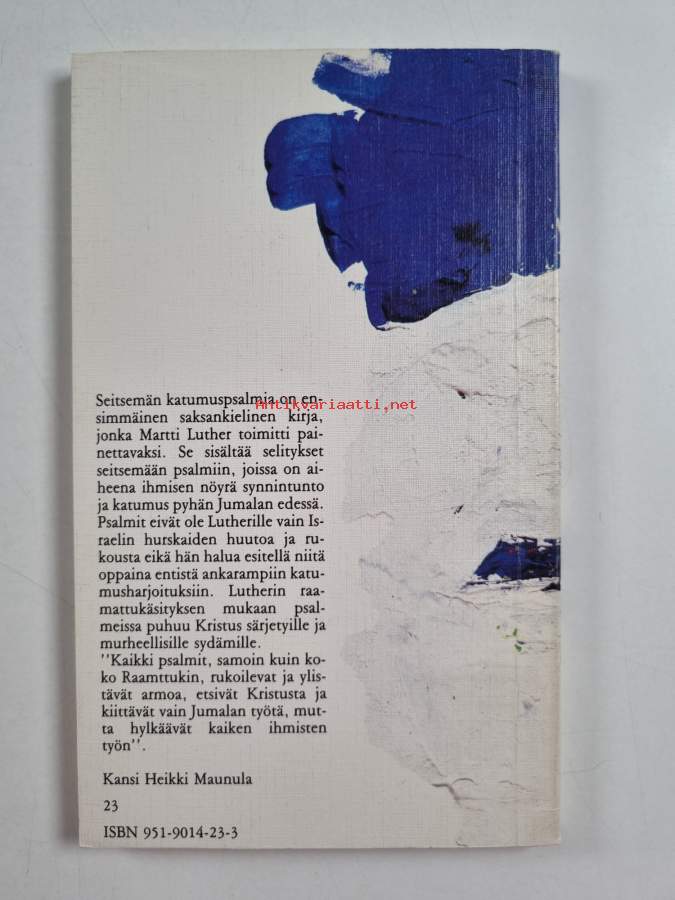 Seitsemän katumuspsalmia on en-
simmäinen saksankielinen kirja,
jonka Martti Luther toimitti pai-
nettavaksi. Se sisältää selitykset
seitsemään psalmiin, joissa on ai-
heena ihmisen nöyrä synnintunto
ja katumus pyhän Jumalan edessä.
Psalmit eivät ole Lutherille vain Is-
raelin hurskaiden huutoa ja ru-
kousta eikä hän halua esitellä niitä
oppaina entistä ankarampiin katu-
musharjoituksiin. Lutherin raa-
mattukäsityksen mukaan psal-
meissa puhuu Kristus särjetyille ja
murheellisille sydämille.
"Kaikki psalmit, samoin kuin ko-
ko Raamttukin, rukoilevat ja ylis-
tävät armoa, etsivät Kristusta ja
kiittävät vain Jumalan työtä, mut-
ta hylkäävät kaiken ihmisten
työn".
Kansi Heikki Maunula
23
ISBN 951-9014-23-3
Antikvariaatti.net